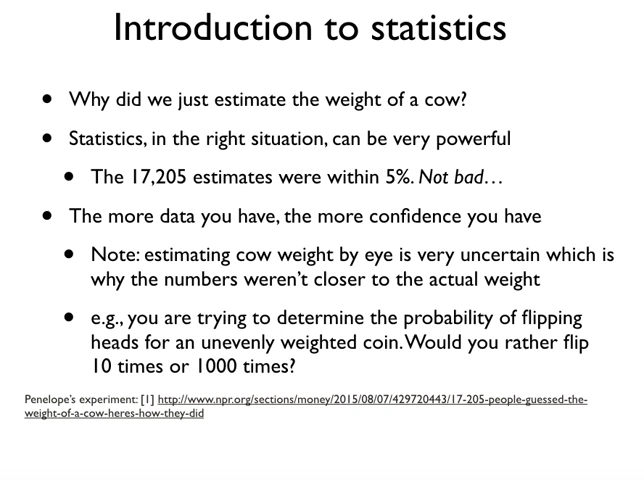 Introduction to statistics
• Why did we just estimate the weight of a cow?
• Statistics, in the right situation, can be very powerful
• The 17,205 estimates were within 5%. Not bad…
• The more data you have, the more confidence you have
• Note: estimating cow weight by eye is very uncertain which is
why the numbers weren't closer to the actual weight
• e.g., you are trying to determine the probability of flipping
heads for an unevenly weighted coin. Would you rather flip
10 times or 1000 times?
Penelope's experiment: [1] http://www.npr.org/sections/money/2015/08/07/429720443/17-205-people-guessed-the-
weight-of-a-cow-heres-how-they-did